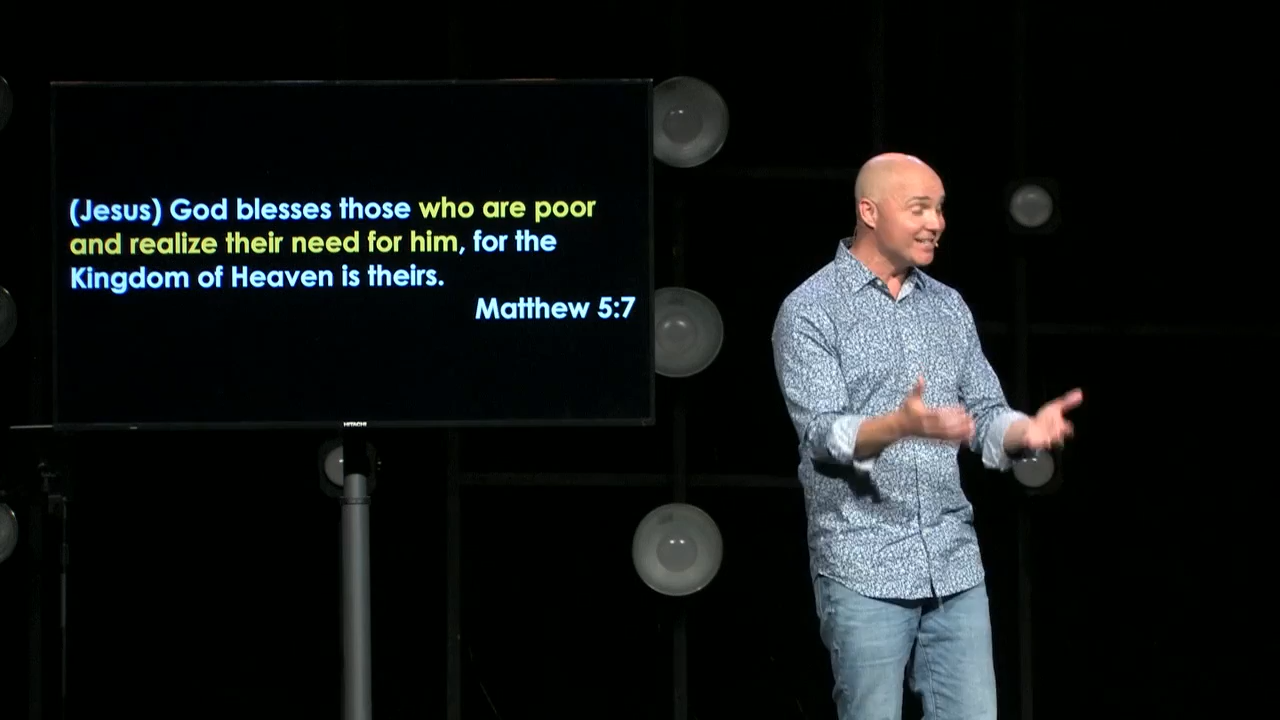 (Jesus) God blesses those who are poor
and realize their need for him, for the
Kingdom of Heaven is theirs.
Matthew 5:7
HITACHI